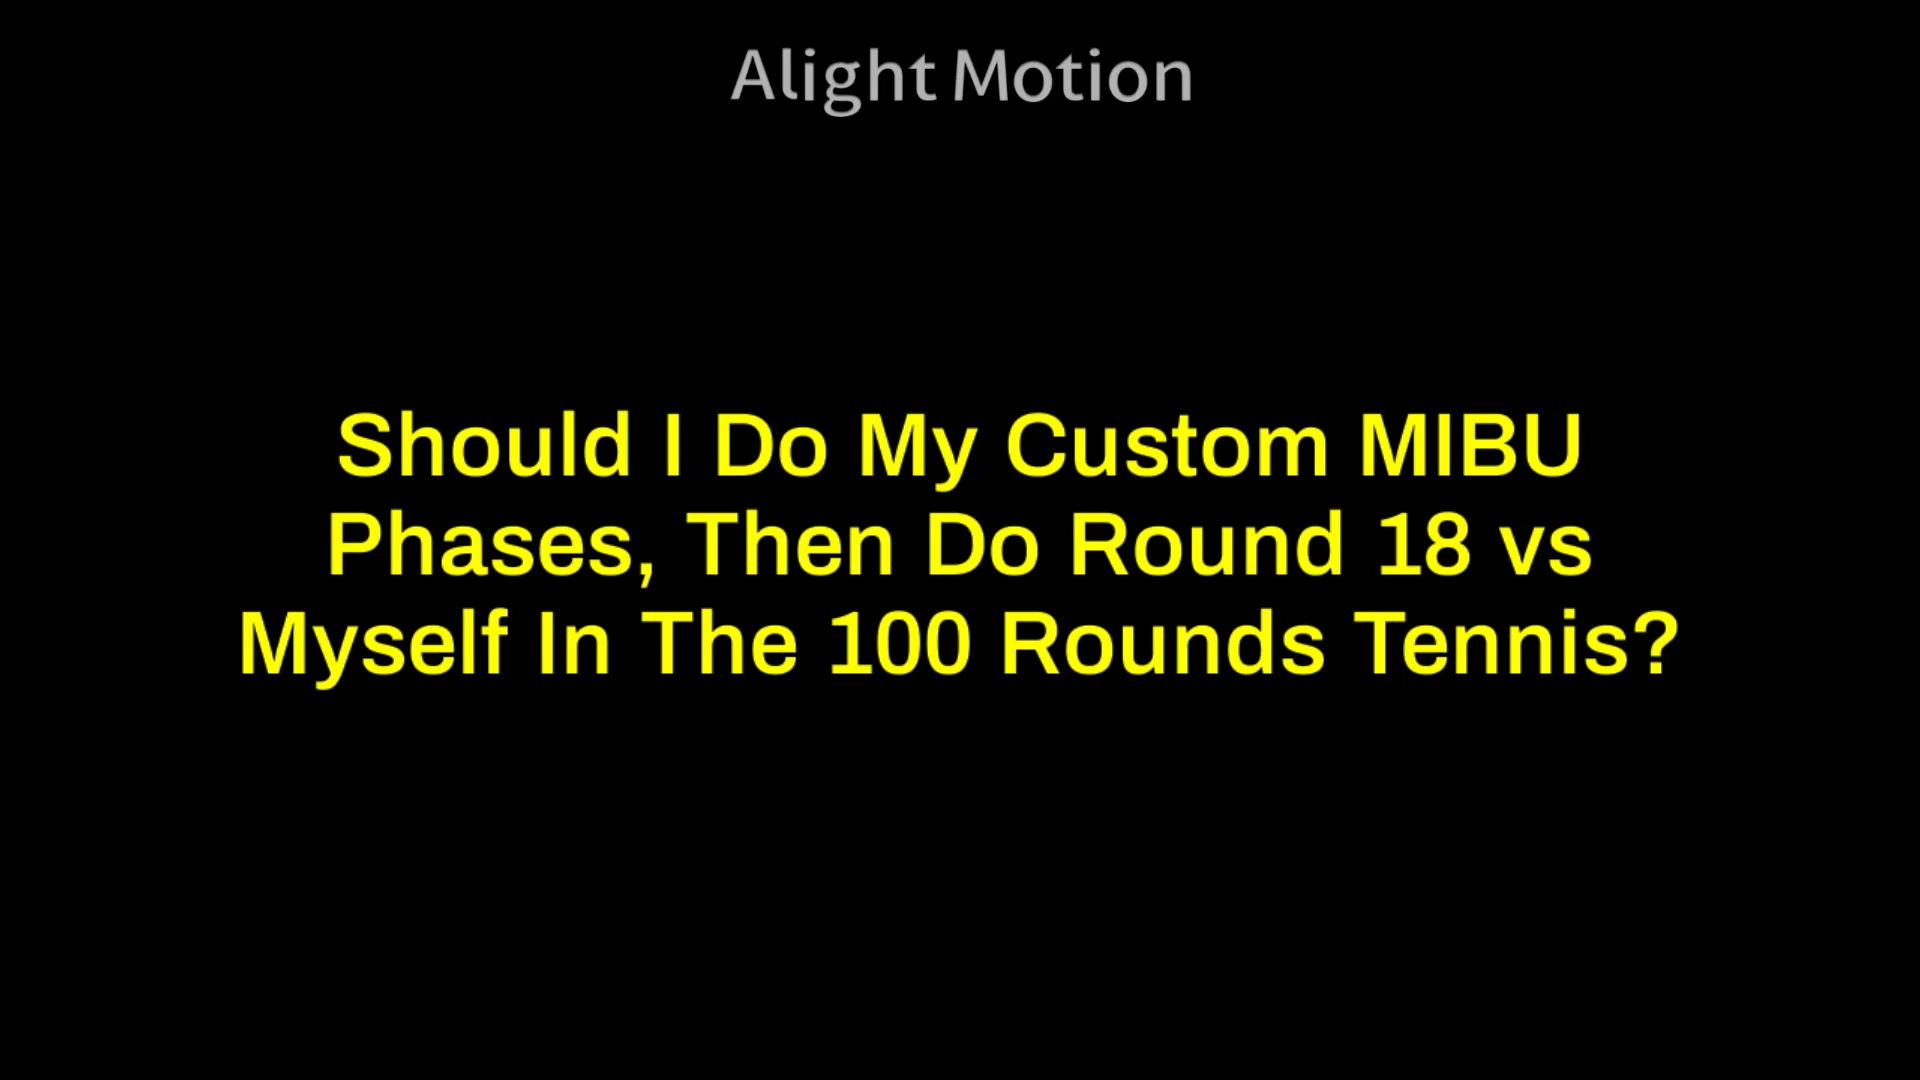 Alight Motion
Should I Do My Custom MIBU
Phases, Then Do Round 18 vs
Myself In The 100 Rounds Tennis?